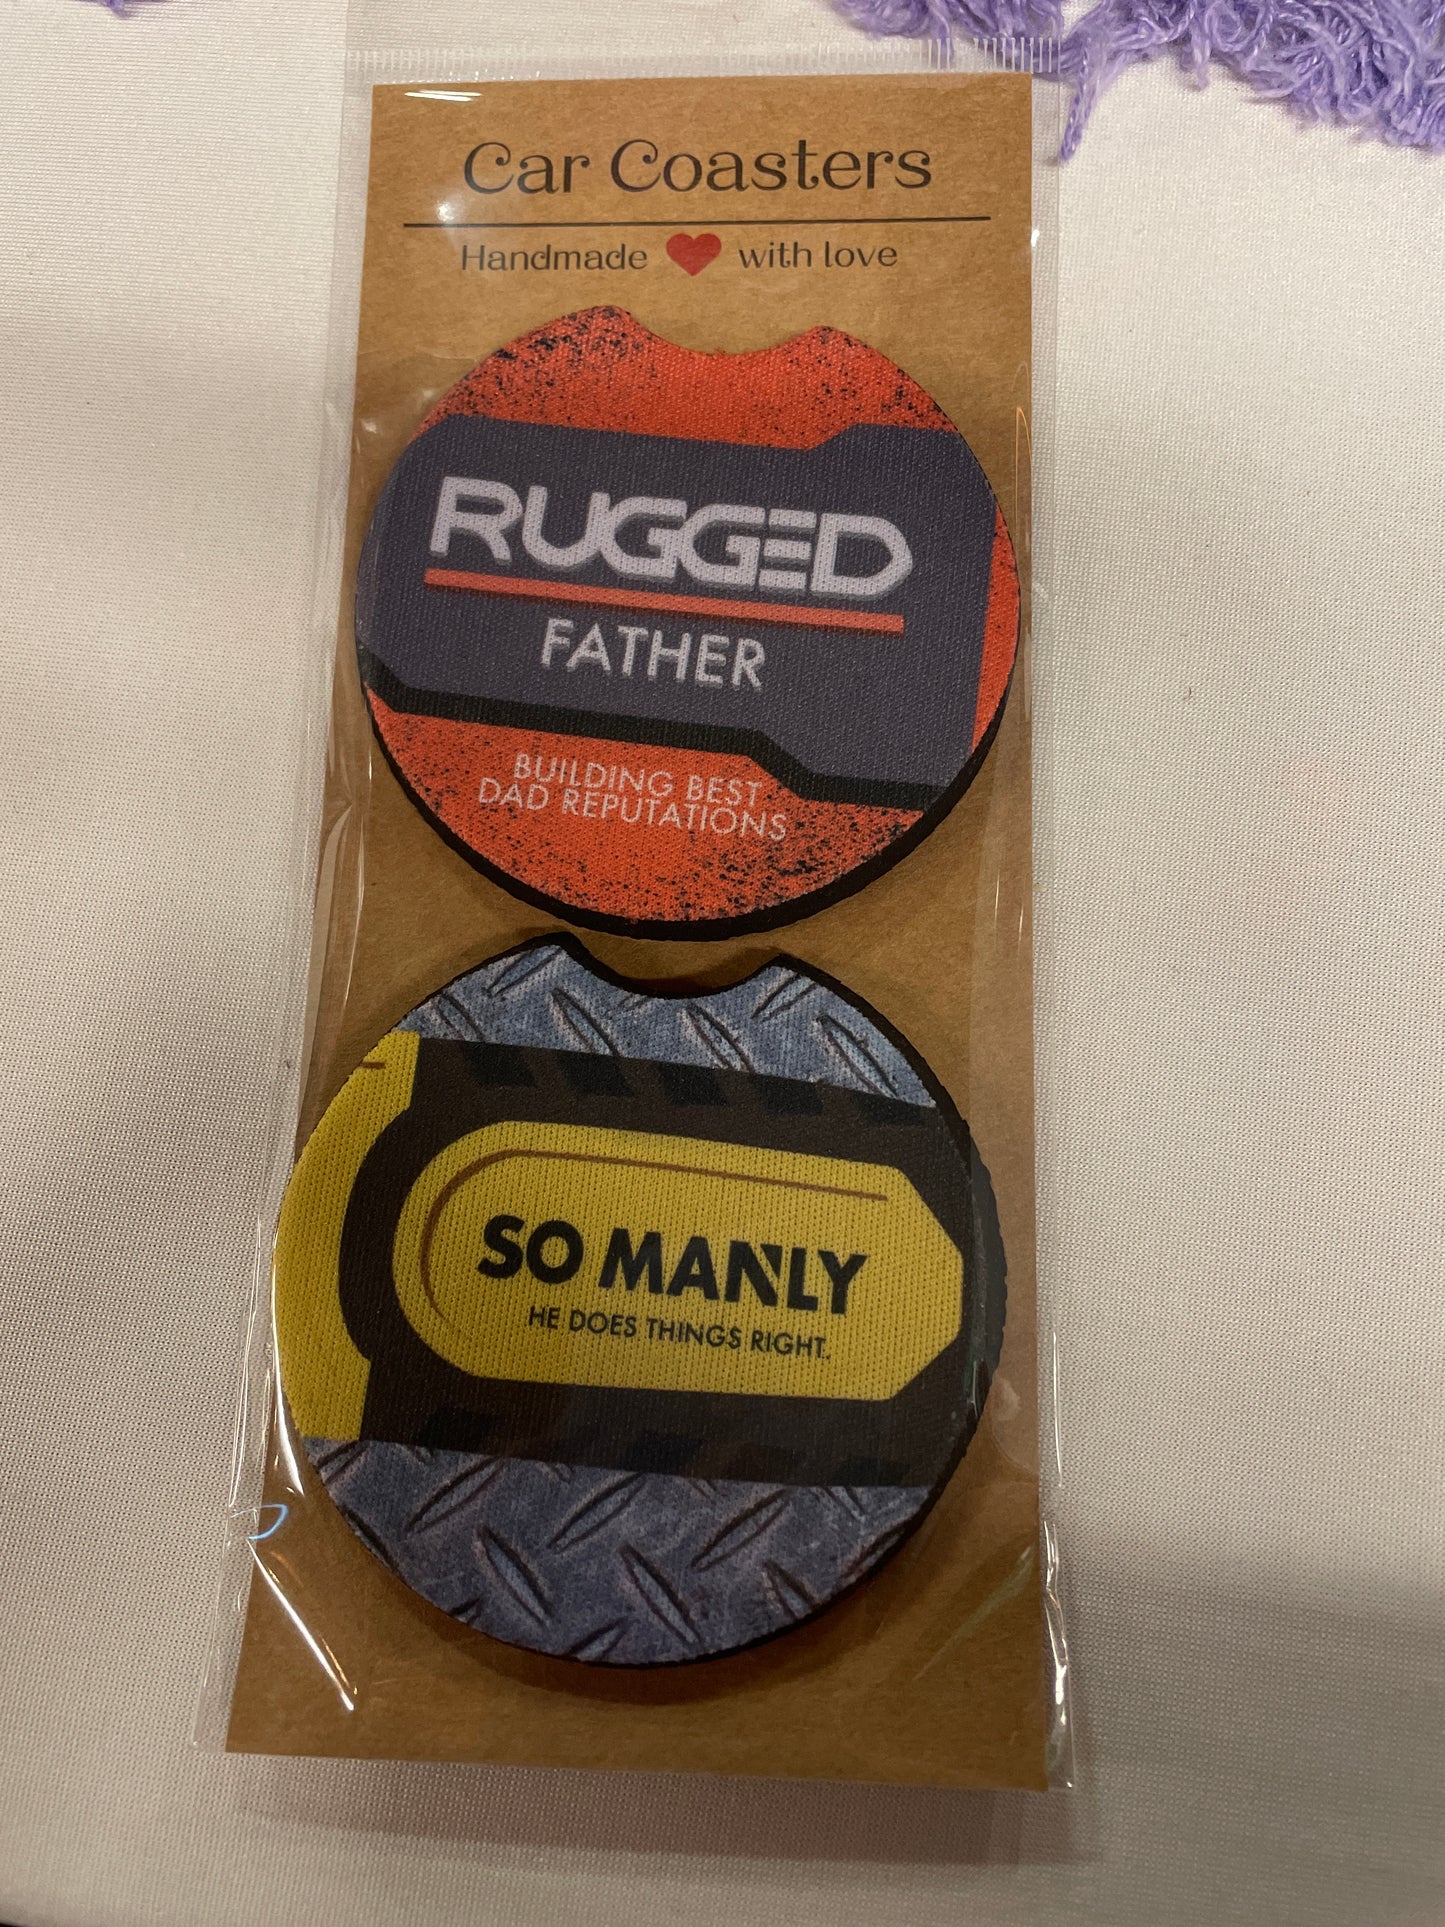 Car Coasters
Handmade with love
RUGGED
FATHER
BUILDING BEST
DAD REPUTATIONS
SO MANLY
HE DOES THINGS RIGHT.